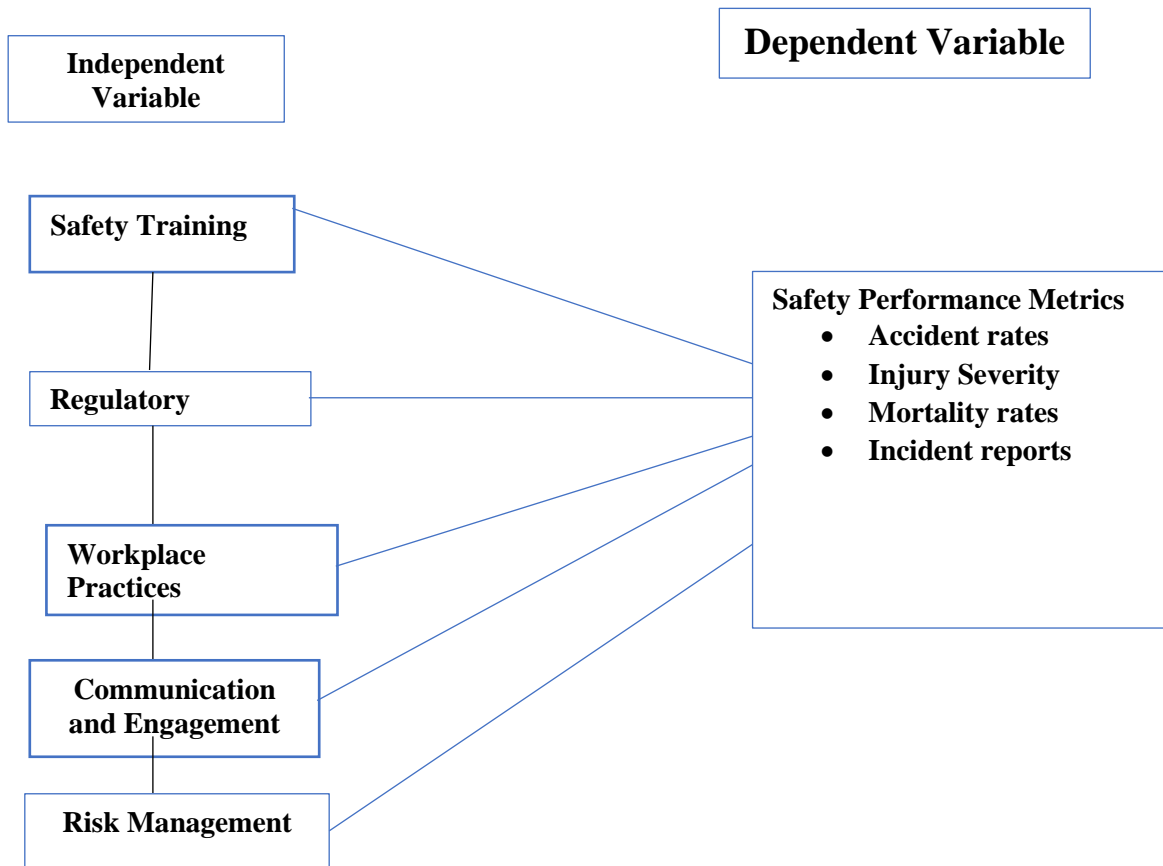 Independent
Variable
Dependent Variable
Safety Training
Regulatory
Workplace
Practices
Communication
and Engagement
Risk Management
Safety Performance Metrics
• Accident rates
• Injury Severity
• Mortality rates
• Incident reports